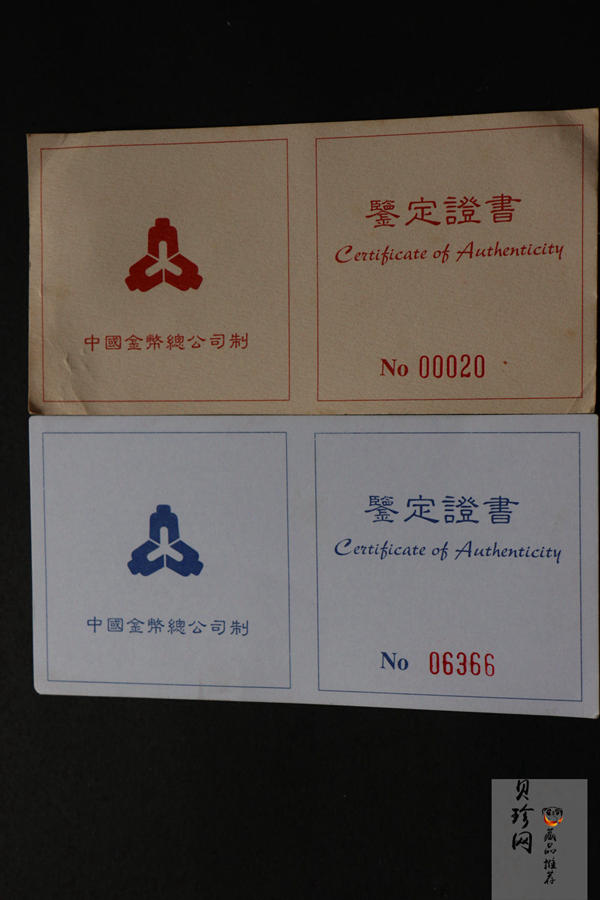 鑒定證書
Certificate of Authenticity
中國金幣總公司制
No 00020
鑒定證書
Certificate of Authenticity
中國金幣總公司制
No 06366
贝珍网
藏品推荐